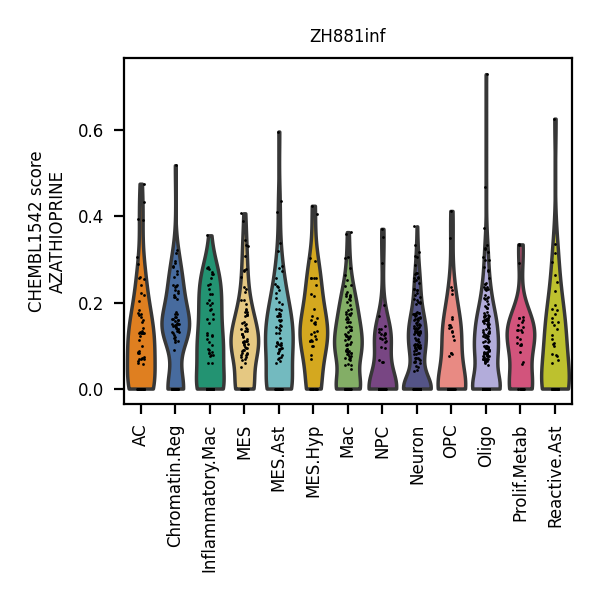 ZH881inf
CHEMBL1542 score
AZATHIOPRINE
0.6
0.4
0.2
0.0
AC
Chromatin.Reg
Inflammatory.Mac
MES
MES.Ast
MES.Hyp
Mac
NPC
Neuron
OPC
Oligo
Prolif.Metab
Reactive.Ast